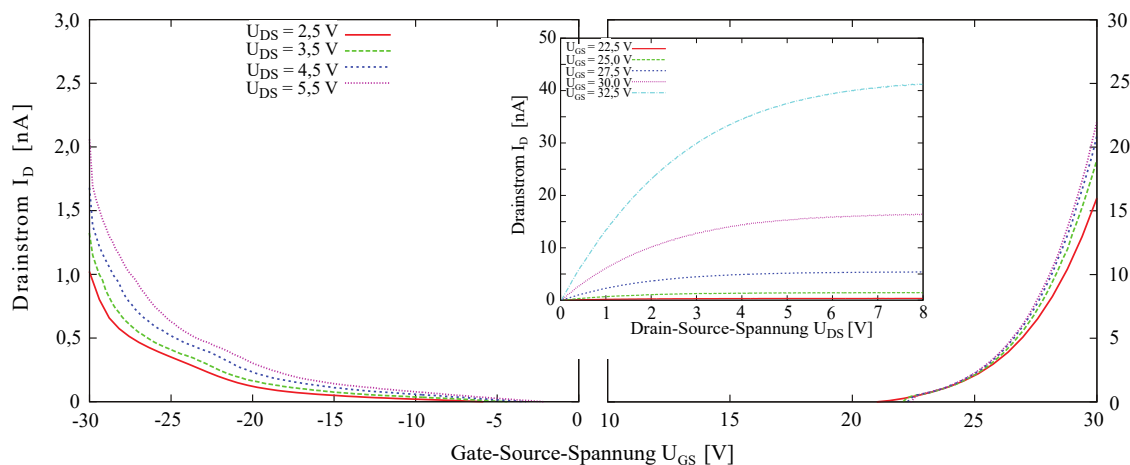 3,0
2,5
2,0
1,5
1,0
0,5
0
Drainstrom I_D [nA]
U_DS = 2,5 V
U_DS = 3,5 V
U_DS = 4,5 V
U_DS = 5,5 V
-30 -25 -20 -15 -10 -5 0
50
40
30
20
10
0
Drainstrom I_D [nA]
U_GS = 22,5 V
U_GS = 25,0 V
U_GS = 27,5 V
U_GS = 30,0 V
U_GS = 32,5 V
0 1 2 3 4 5 6 7 8
Drain-Source-Spannung U_DS [V]
30
25
20
15
10
5
0
10 15 20 25 30
Gate-Source-Spannung U_GS [V]